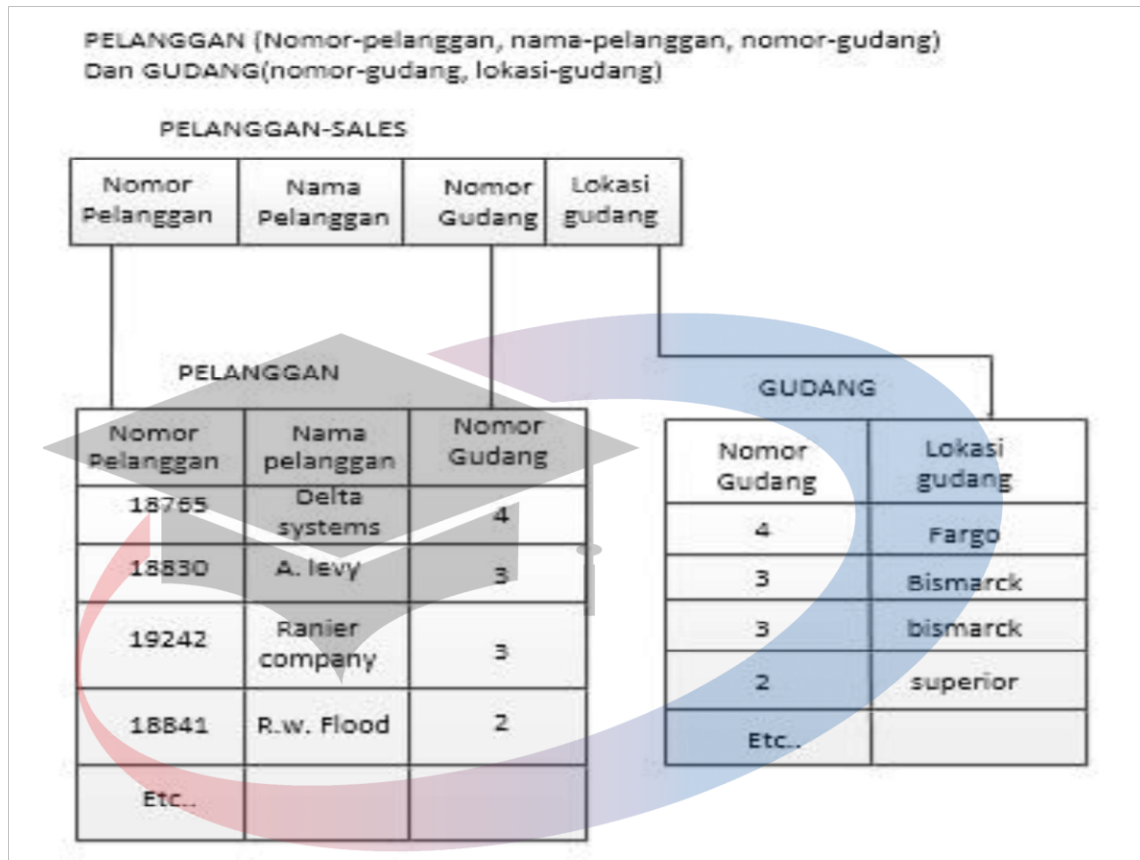 PELANGGAN (Nomor-pelanggan, nama-pelanggan, nomor-gudang)
Dan GUDANG(nomor-gudang, lokasi-gudang)
PELANGGAN-SALES
Nomor Pelanggan Nama Pelanggan Nomor Gudang Lokasi gudang
PELANGGAN
Nomor Pelanggan Nama pelanggan Nomor Gudang
18765 Delta systems 4
18830 A. levy 3
19242 Ranier company 3
18841 R.w. Flood 2
Etc..
GUDANG
Nomor Gudang Lokasi gudang
4 Fargo
3 Bismarck
3 bismarck
2 superior
Etc..